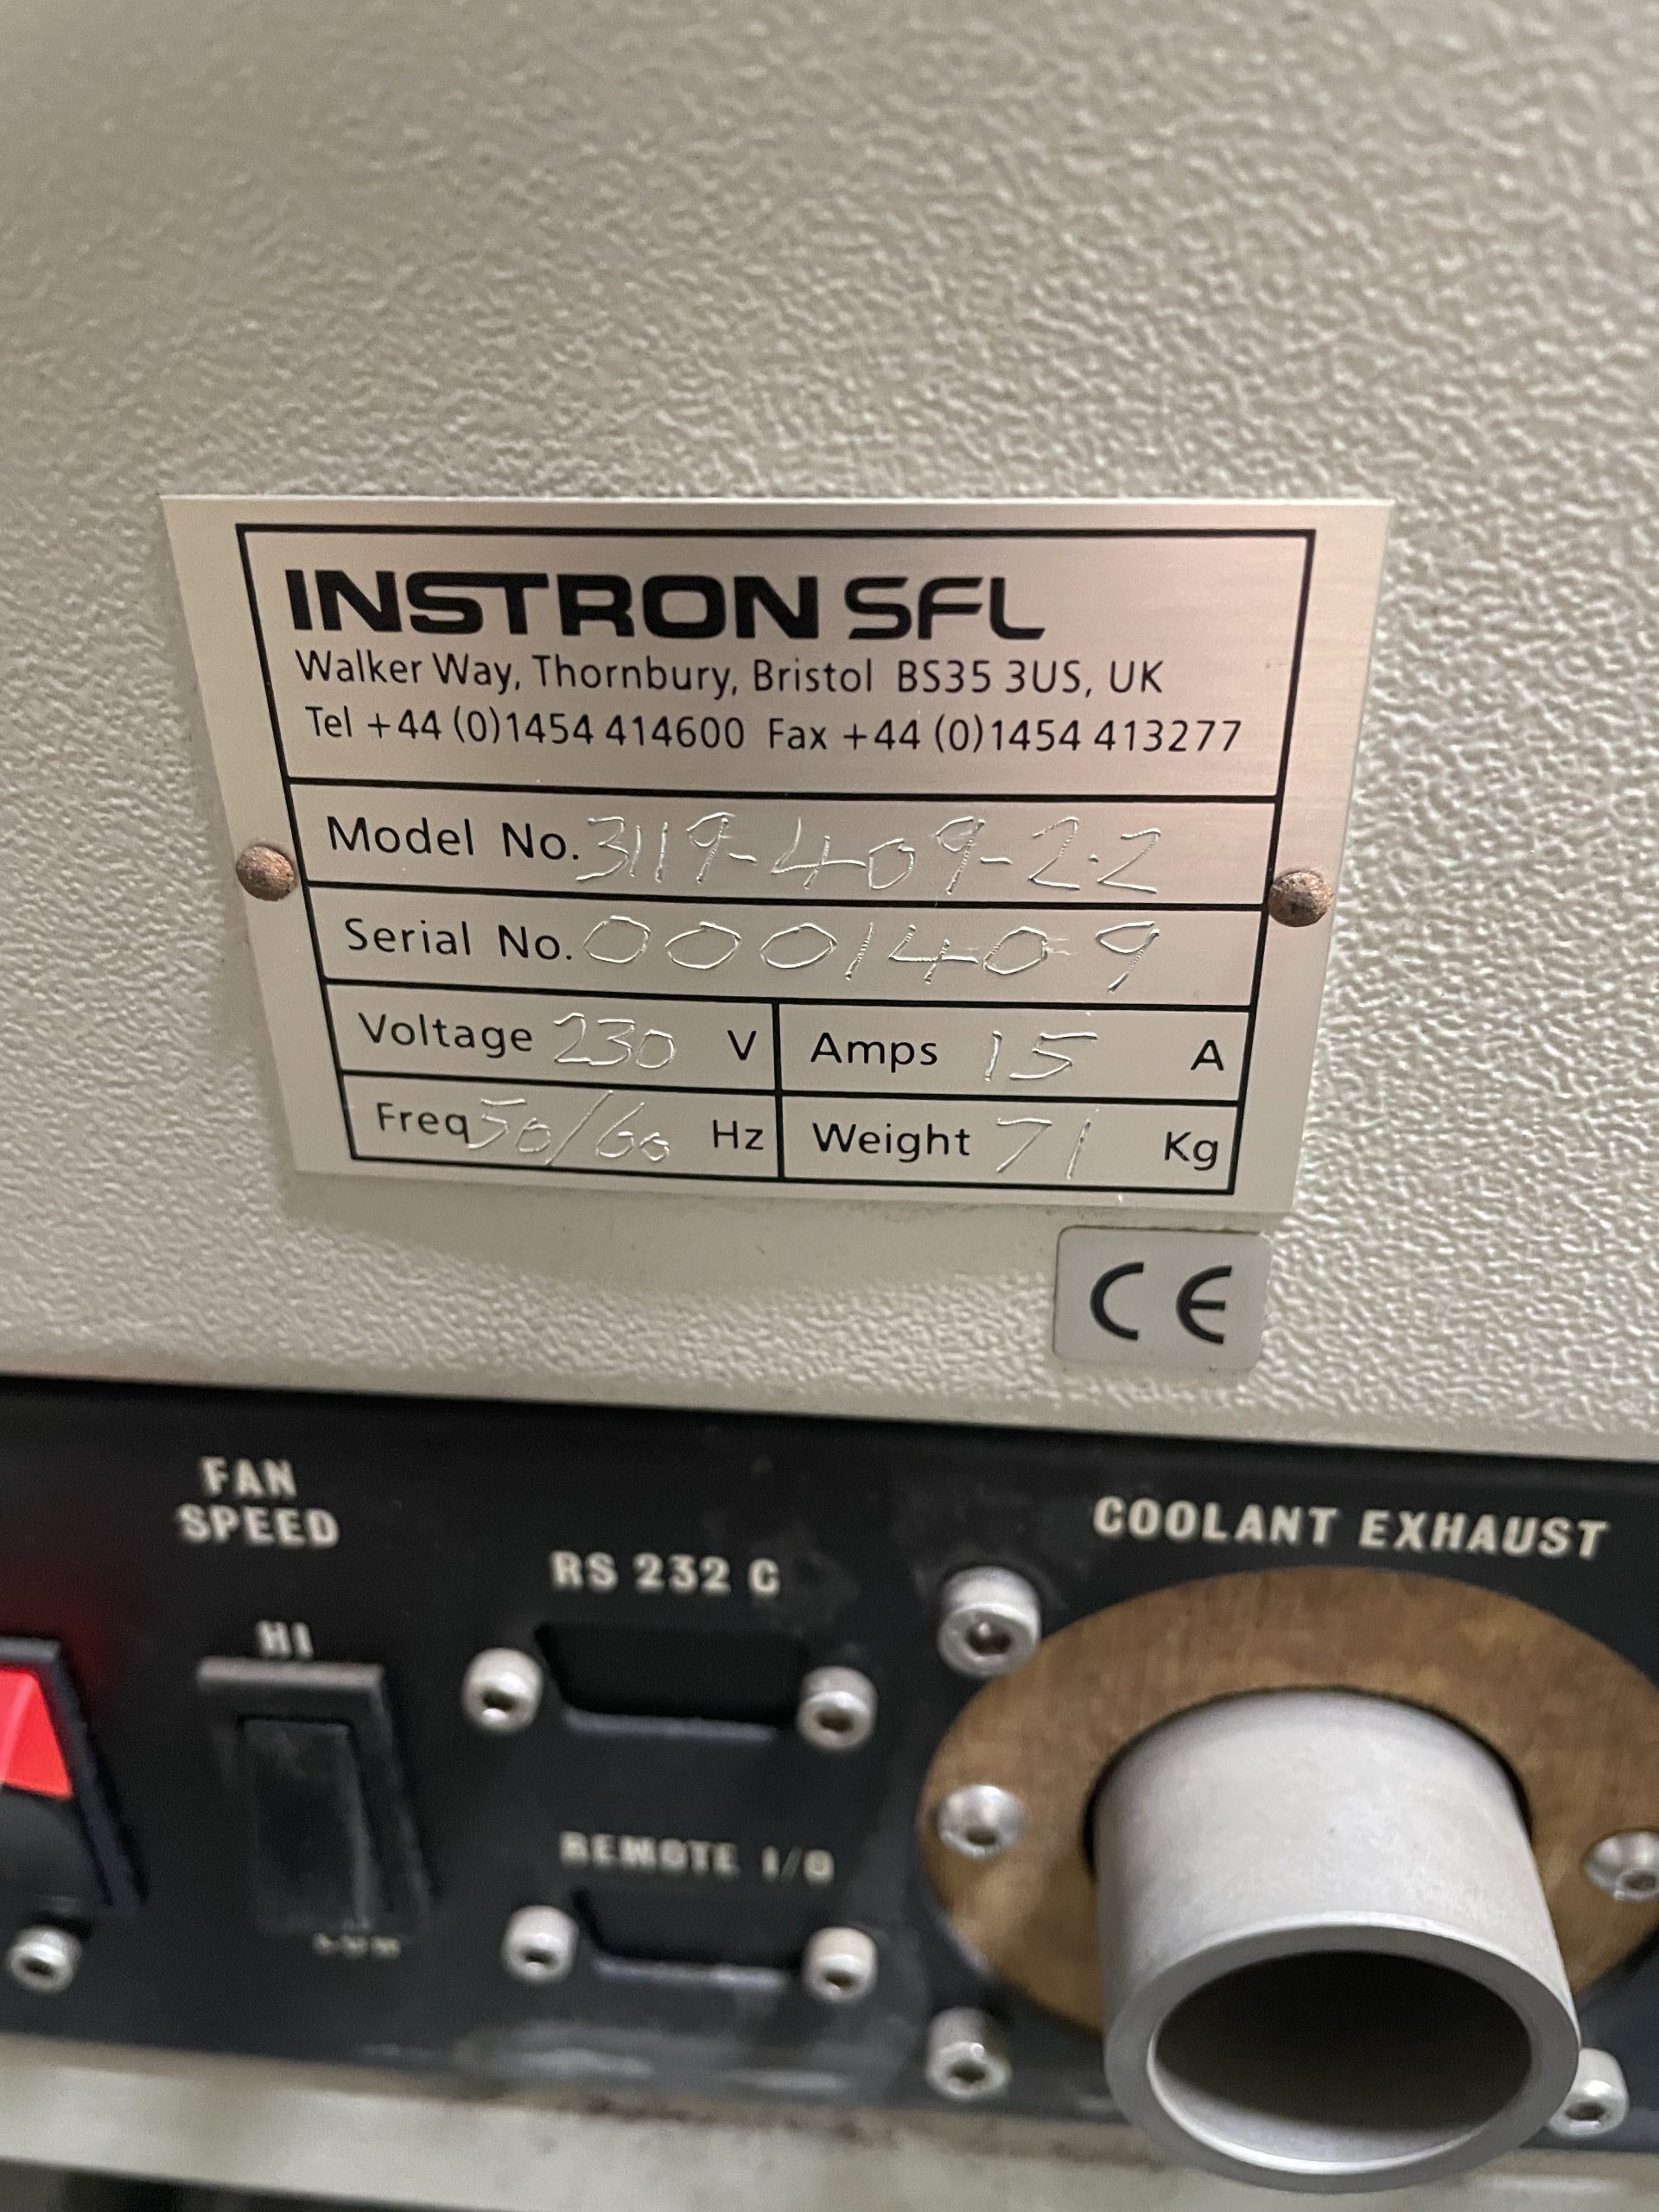 INSTRON SFL
Walker Way, Thornbury, Bristol BS35 3US, UK
Tel +44 (0)1454 414600 Fax +44 (0)1454 413277
Model No. 3119-409-2.2
Serial No. 0001409
Voltage 230 V Amps 15 A
Freq 50/60 Hz Weight 71 Kg
CE
FAN
SPEED
HI
RS 232 C
REMOTE I/O
COOLANT EXHAUST